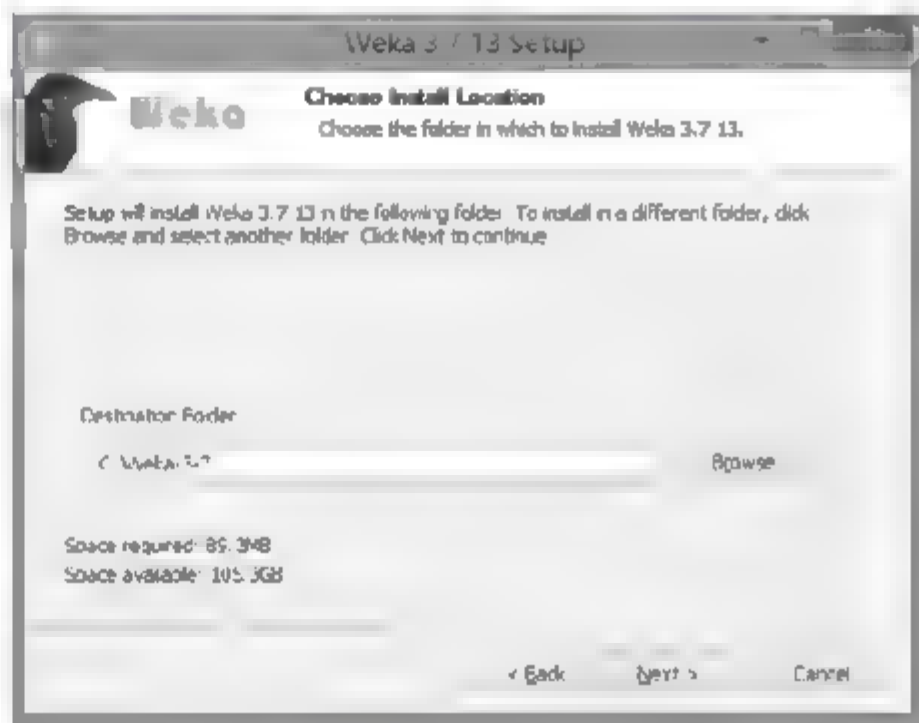 Weka 3.7.13 Setup
Weka
Choose Install Location
Choose the folder in which to install Weka 3.7.13.
Setup will install Weka 3.7.13 in the following folder. To install in a different folder, click
Browse and select another folder. Click Next to continue.
Destination Folder
C:\Weka-3-7
Browse
Space required: 89.3MB
Space available: 105.3GB
< Back
Next >
Cancel